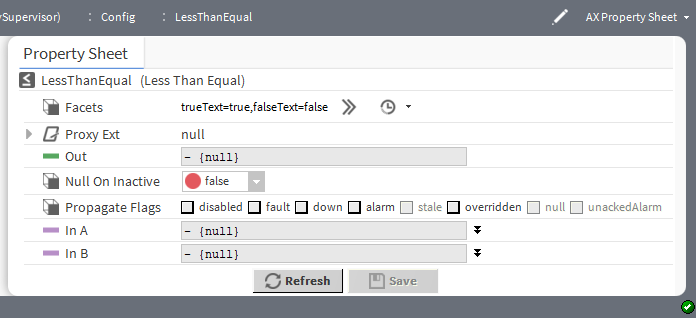 ySupervisor) : Config : LessThanEqual AX Property Sheet
Property Sheet
LessThanEqual (Less Than Equal)
Facets trueText=true,falseText=false
Proxy Ext null
Out - {null}
Null On Inactive false
Propagate Flags disabled fault down alarm stale overridden null unackedAlarm
In A - {null}
In B - {null}
Refresh Save